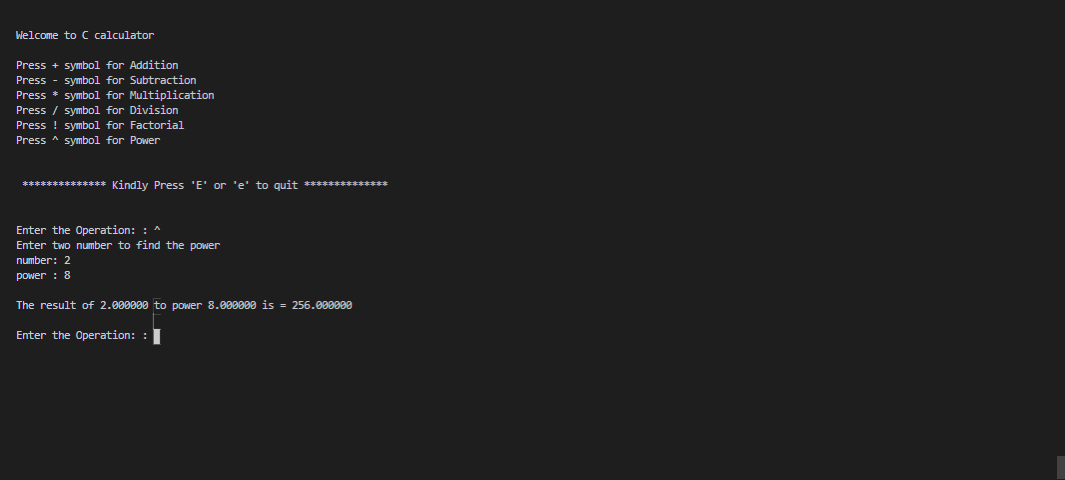 Welcome to C calculator
Press + symbol for Addition
Press - symbol for Subtraction
Press * symbol for Multiplication
Press / symbol for Division
Press ! symbol for Factorial
Press ^ symbol for Power
************** Kindly Press 'E' or 'e' to quit **************
Enter the Operation: : ^
Enter two number to find the power
number: 2
power : 8
The result of 2.000000 to power 8.000000 is = 256.000000
Enter the Operation: :